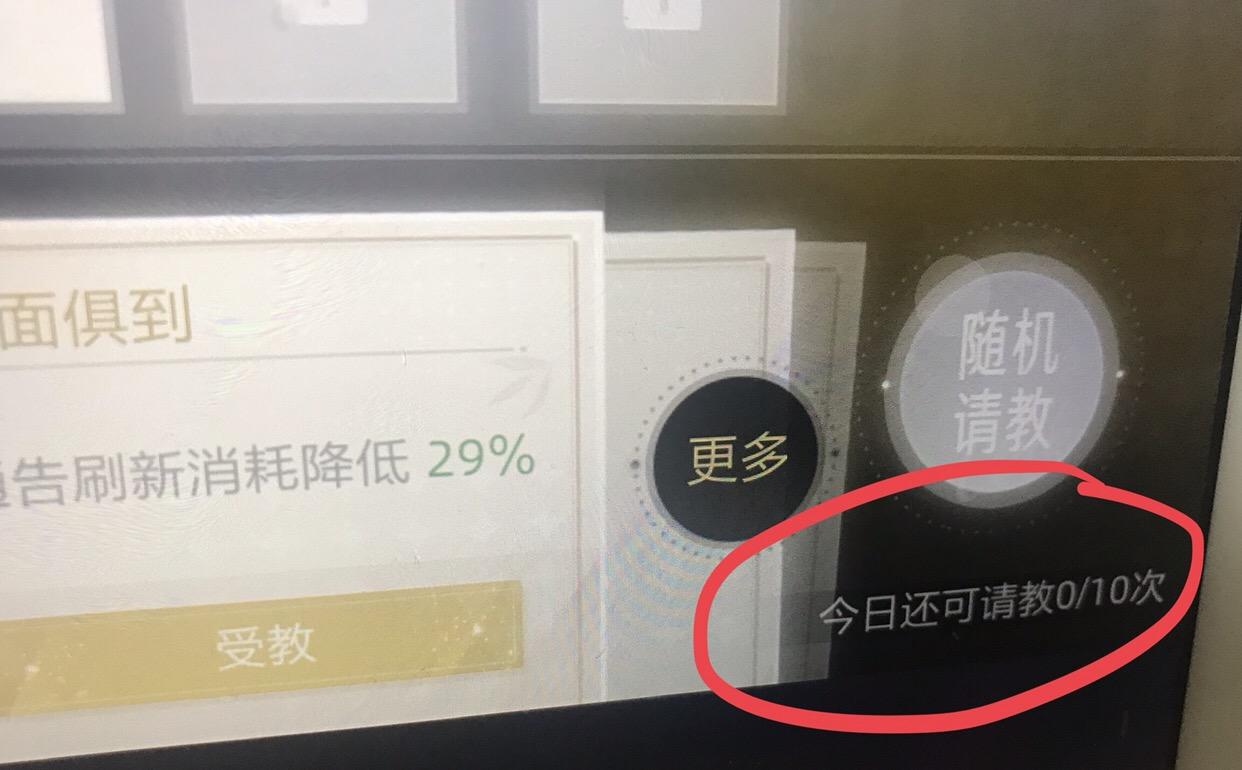 面俱到
告刷新消耗降低 29%
受教
更多
随机
请教
今日还可请教0/10次